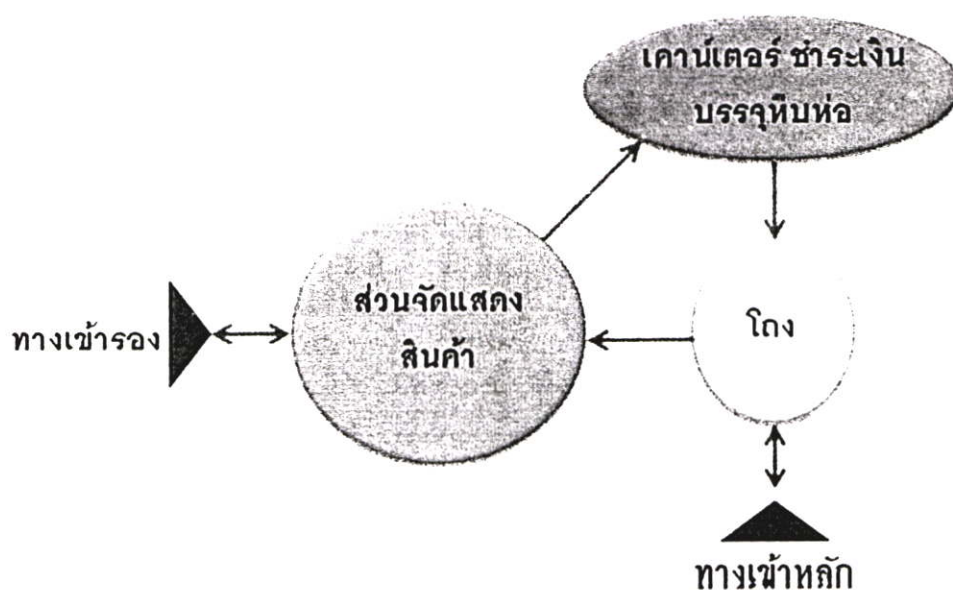 เคาน์เตอร์ ชำระเงิน
บรรจุหีบห่อ
ส่วนจัดแสดง
สินค้า
ทางเข้ารอง
โถง
ทางเข้าหลัก